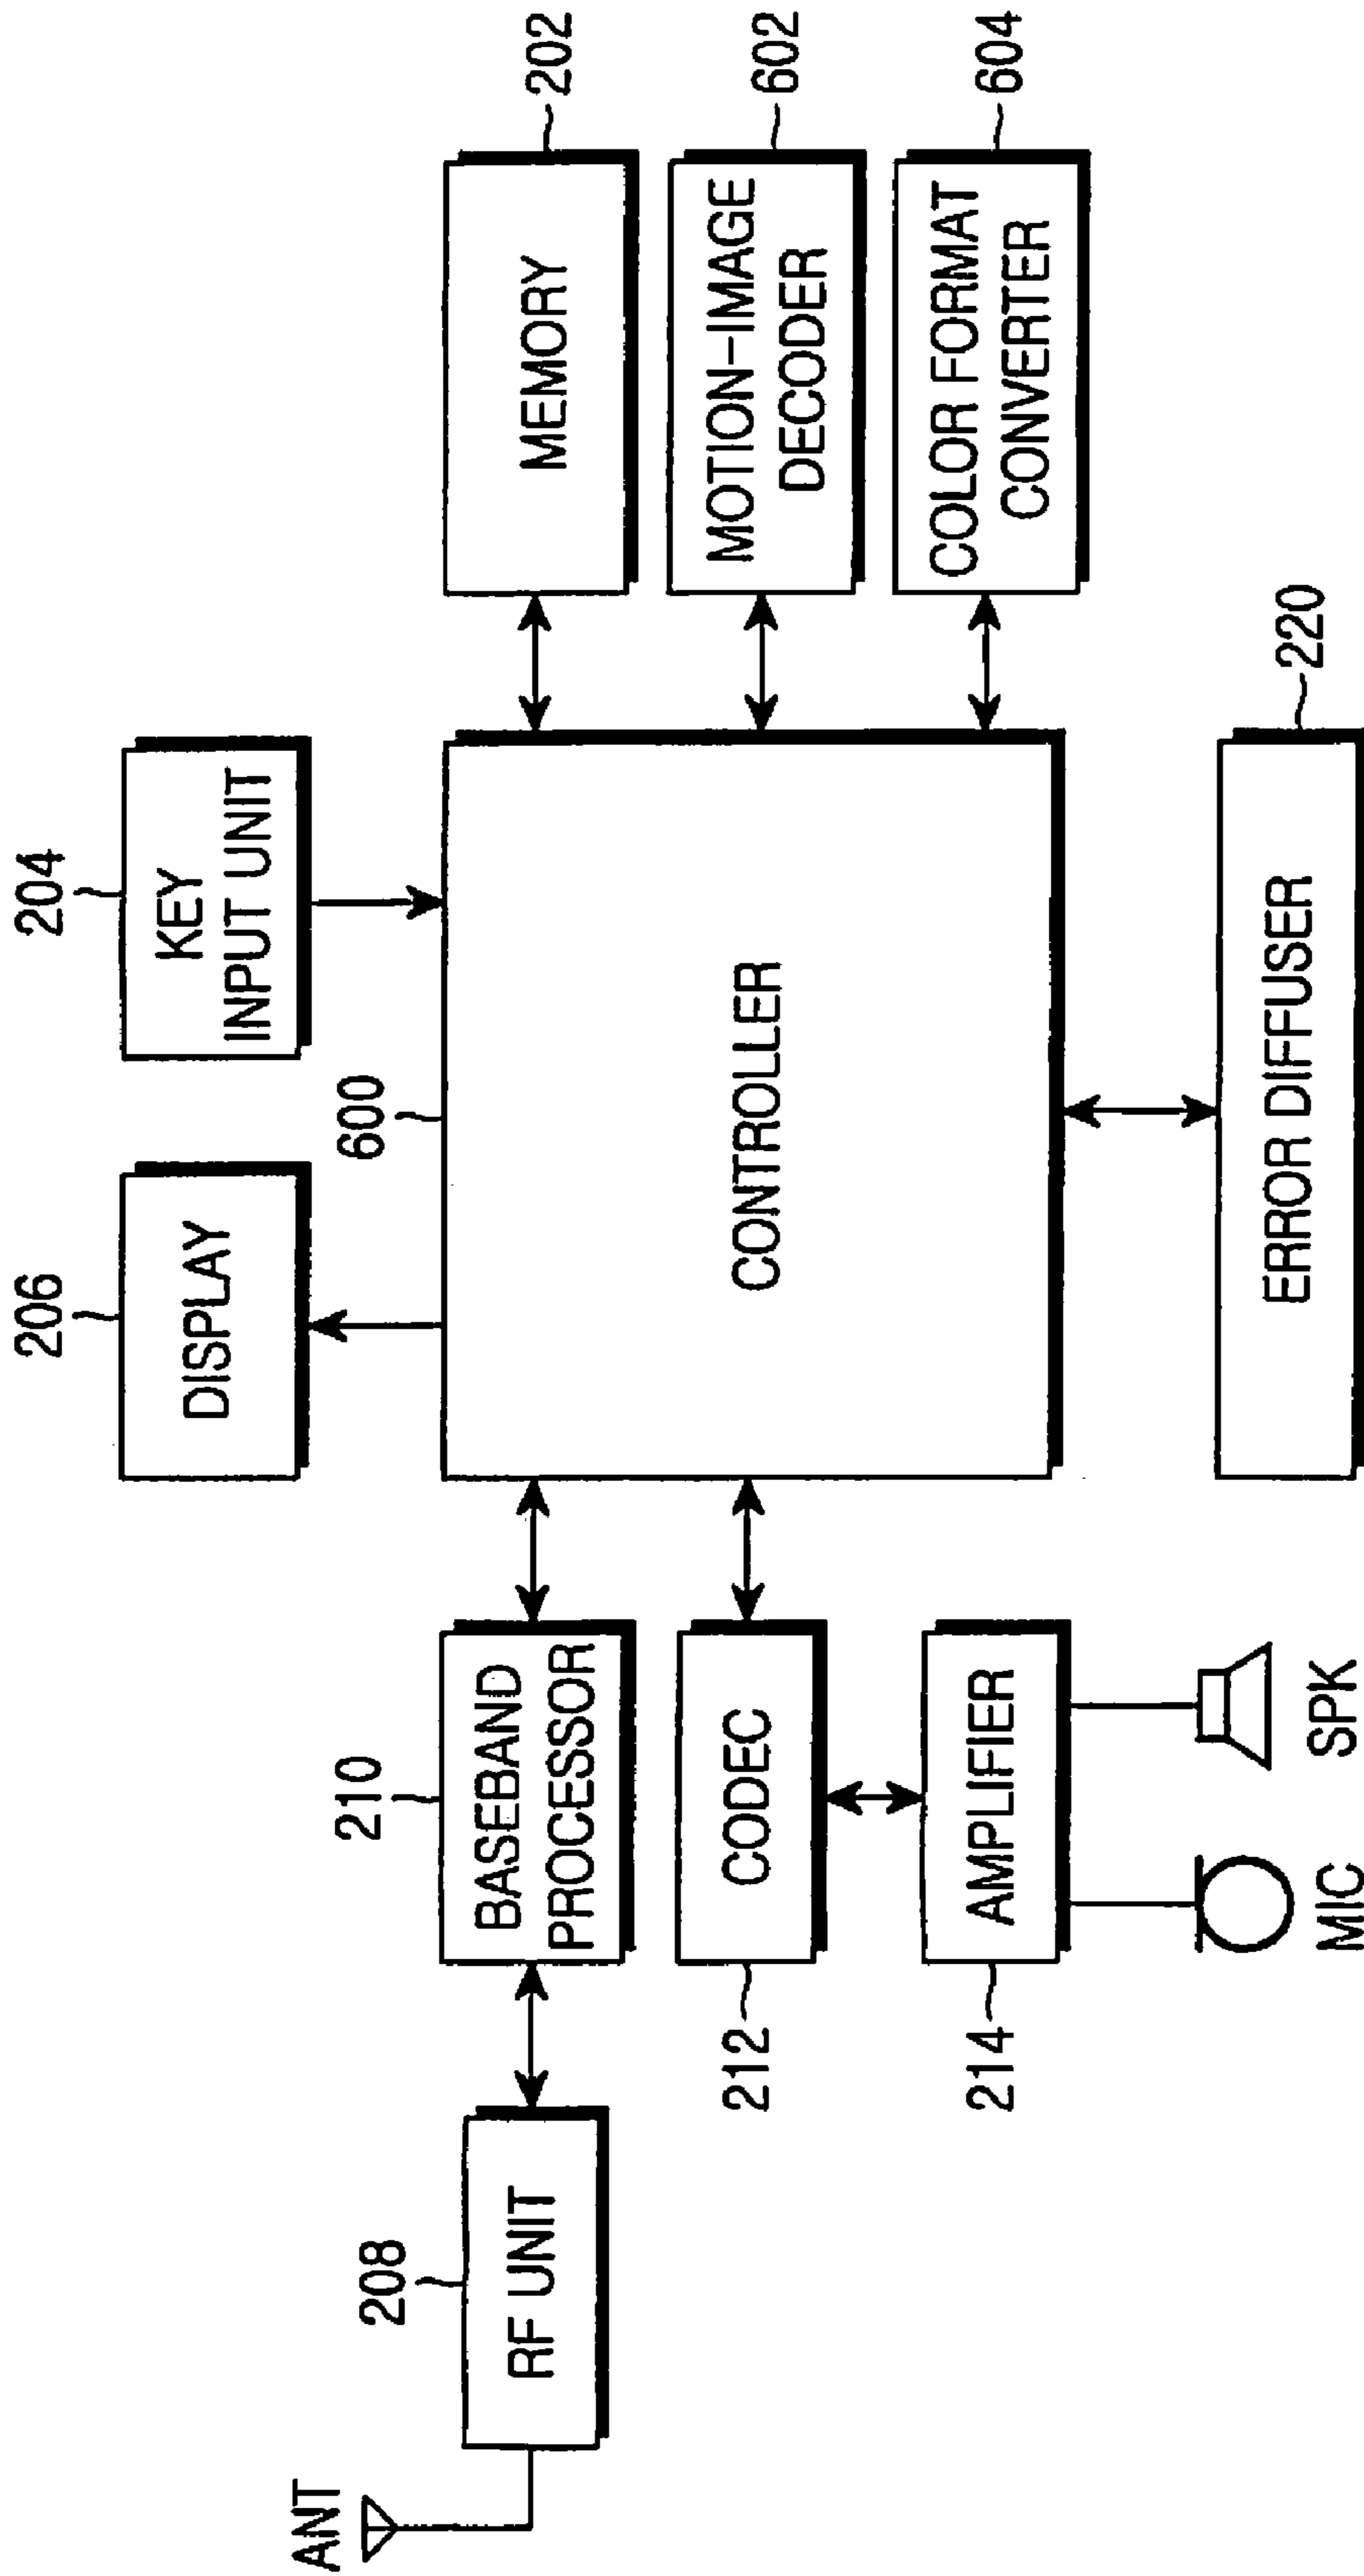 206
204
DISPLAY
KEY
INPUT UNIT
ANT
208
210
600
RF UNIT
BASEBAND
PROCESSOR
CONTROLLER
MEMORY
202
212
CODEC
MOTION-IMAGE
DECODER
602
214
AMPLIFIER
COLOR FORMAT
CONVERTER
604
MIC
SPK
ERROR DIFFUSER
220